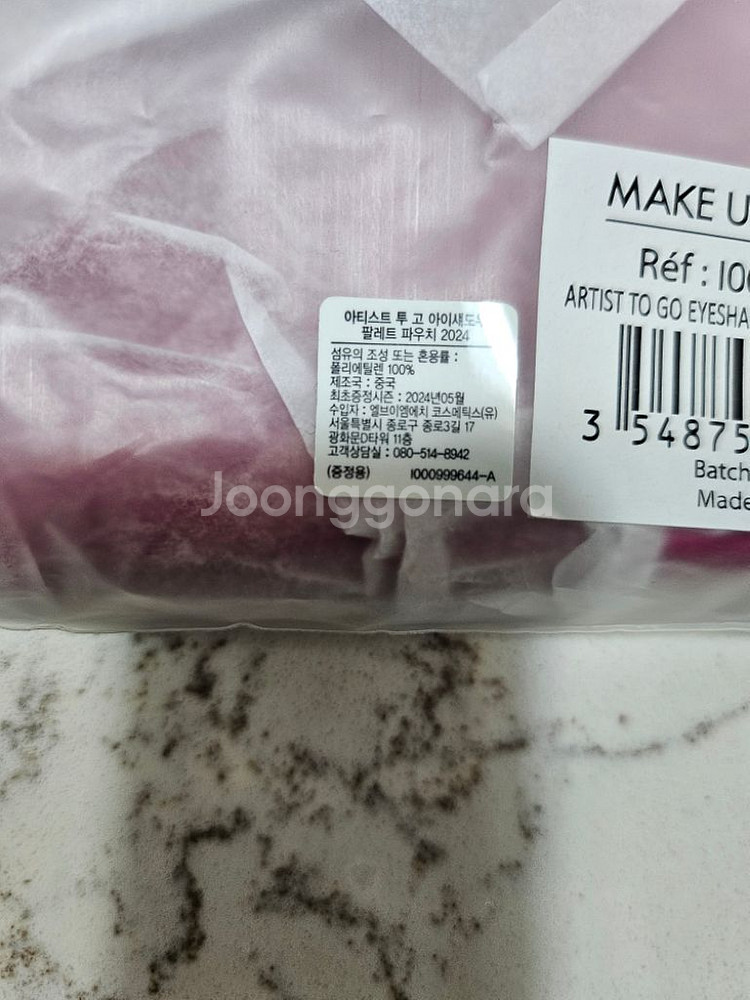 아티스트 투 고 아이섀도우
팔레트 파우치 2024
섬유의 조성 또는 혼용률 :
폴리에틸렌 100%
제조국 : 중국
최초증정시즌 : 2024년05월
수입자 : 엘브이엠에치 코스메틱스(유)
서울특별시 종로구 종로3길 17
광화문D타워 11층
고객상담실 : 080-514-8942
(증정용) I000999644-A
MAKE U
Réf : I00
ARTIST TO GO EYESHA
3 54875
Batch
Made
Joonggonara